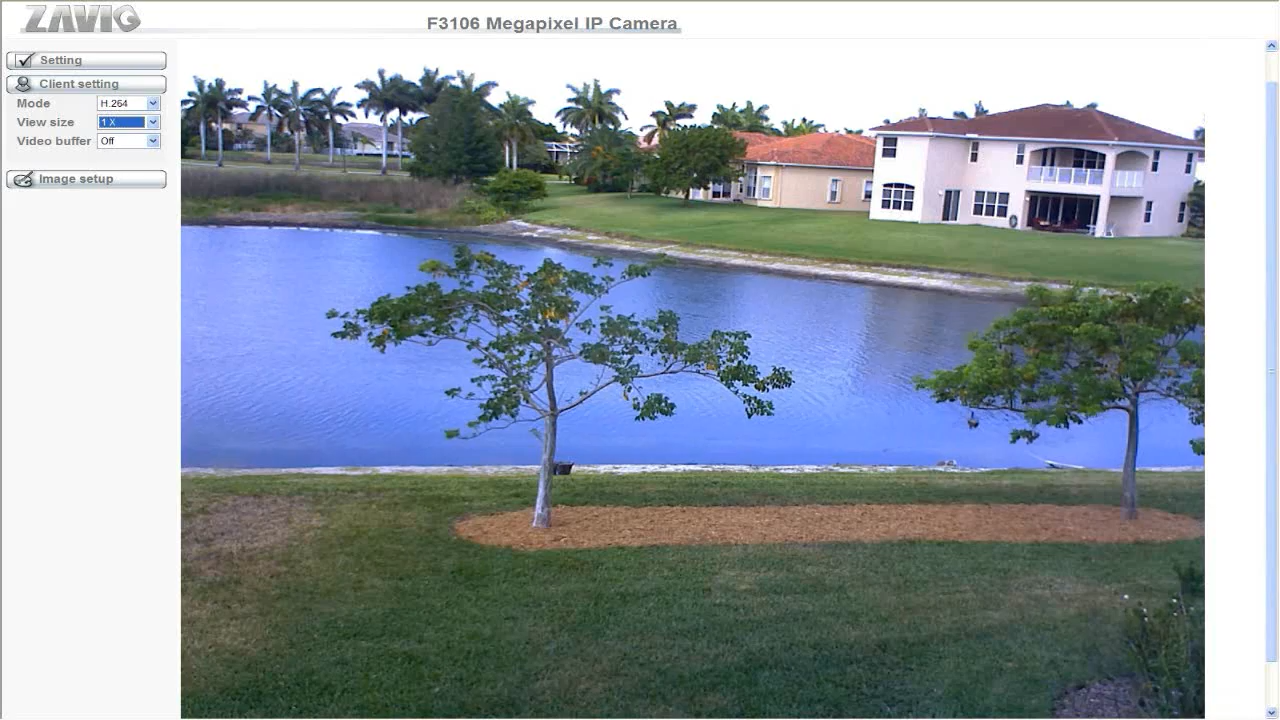 ZAVIO
F3106 Megapixel IP Camera
Setting
Client setting
Mode H.264
View size 1 X
Video buffer Off
Image setup